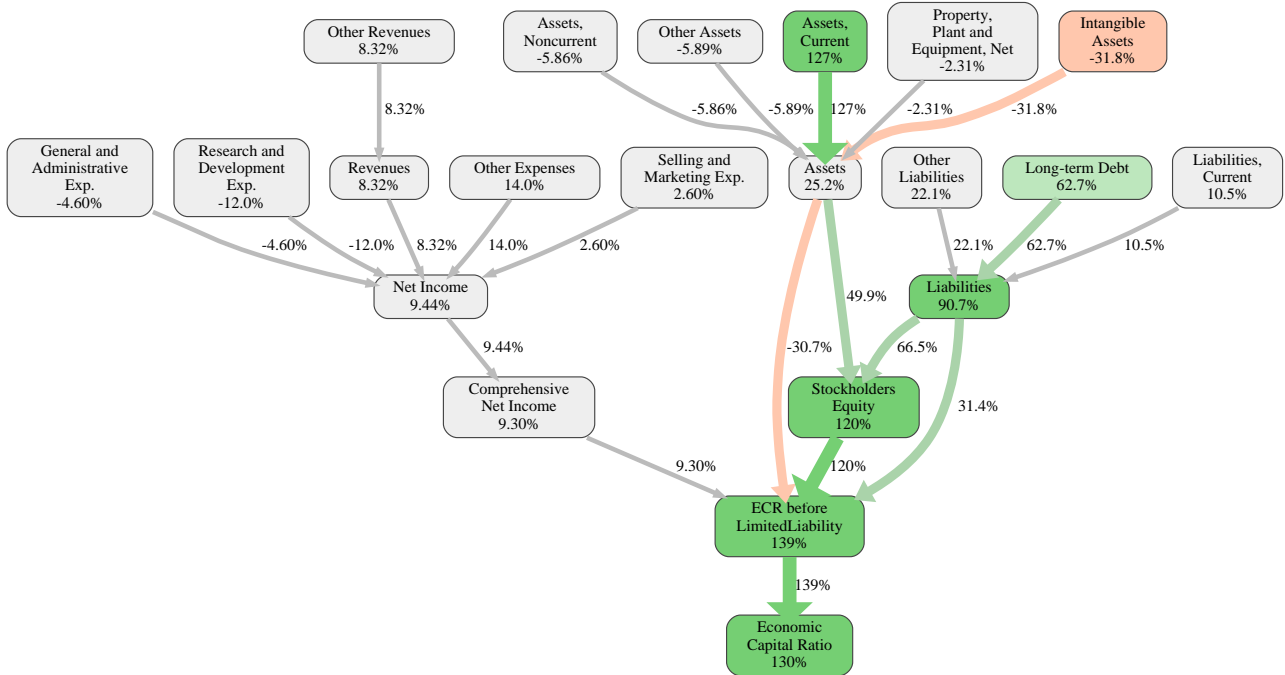 Other Revenues
8.32%
Assets,
Noncurrent
-5.86%
Other Assets
-5.89%
Assets,
Current
127%
Property,
Plant and
Equipment, Net
-2.31%
Intangible
Assets
-31.8%
8.32%
-5.86%
-5.89%
127%
-2.31%
-31.8%
General and
Administrative
Exp.
-4.60%
Research and
Development
Exp.
-12.0%
Revenues
8.32%
Other Expenses
14.0%
Selling and
Marketing Exp.
2.60%
Assets
25.2%
Other
Liabilities
22.1%
Long-term Debt
62.7%
Liabilities,
Current
10.5%
-4.60%
-12.0%
8.32%
14.0%
2.60%
22.1%
62.7%
10.5%
Net Income
9.44%
Liabilities
90.7%
49.9%
9.44%
-30.7%
66.5%
Comprehensive
Net Income
9.30%
Stockholders
Equity
120%
31.4%
9.30%
120%
ECR before
LimitedLiability
139%
139%
Economic
Capital Ratio
130%